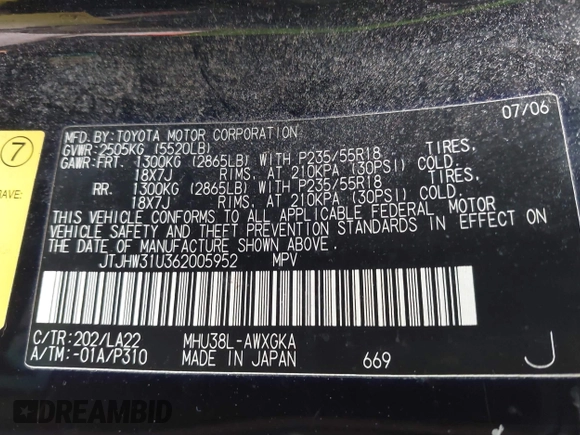 07/06
MFD. BY: TOYOTA MOTOR CORPORATION
GVWR: 2505KG (5520LB)
GAWR: FRT. 1300KG (2865LB) WITH P235/55R18 TIRES,
18X7J RIMS, AT 210KPA (30PSI) COLD.
RR. 1300KG (2865LB) WITH P235/55R18 TIRES,
18X7J RIMS, AT 210KPA (30PSI) COLD.
THIS VEHICLE CONFORMS TO ALL APPLICABLE FEDERAL MOTOR
VEHICLE SAFETY AND THEFT PREVENTION STANDARDS IN EFFECT ON
THE DATE OF MANUFACTURE SHOWN ABOVE.
JTJHW31U362005952 MPV
C/TR: 202/LA22 MHU38L-AWXGKA
A/TM: -01A/P310 MADE IN JAPAN 669 J
7
AVE:
DREAMBID